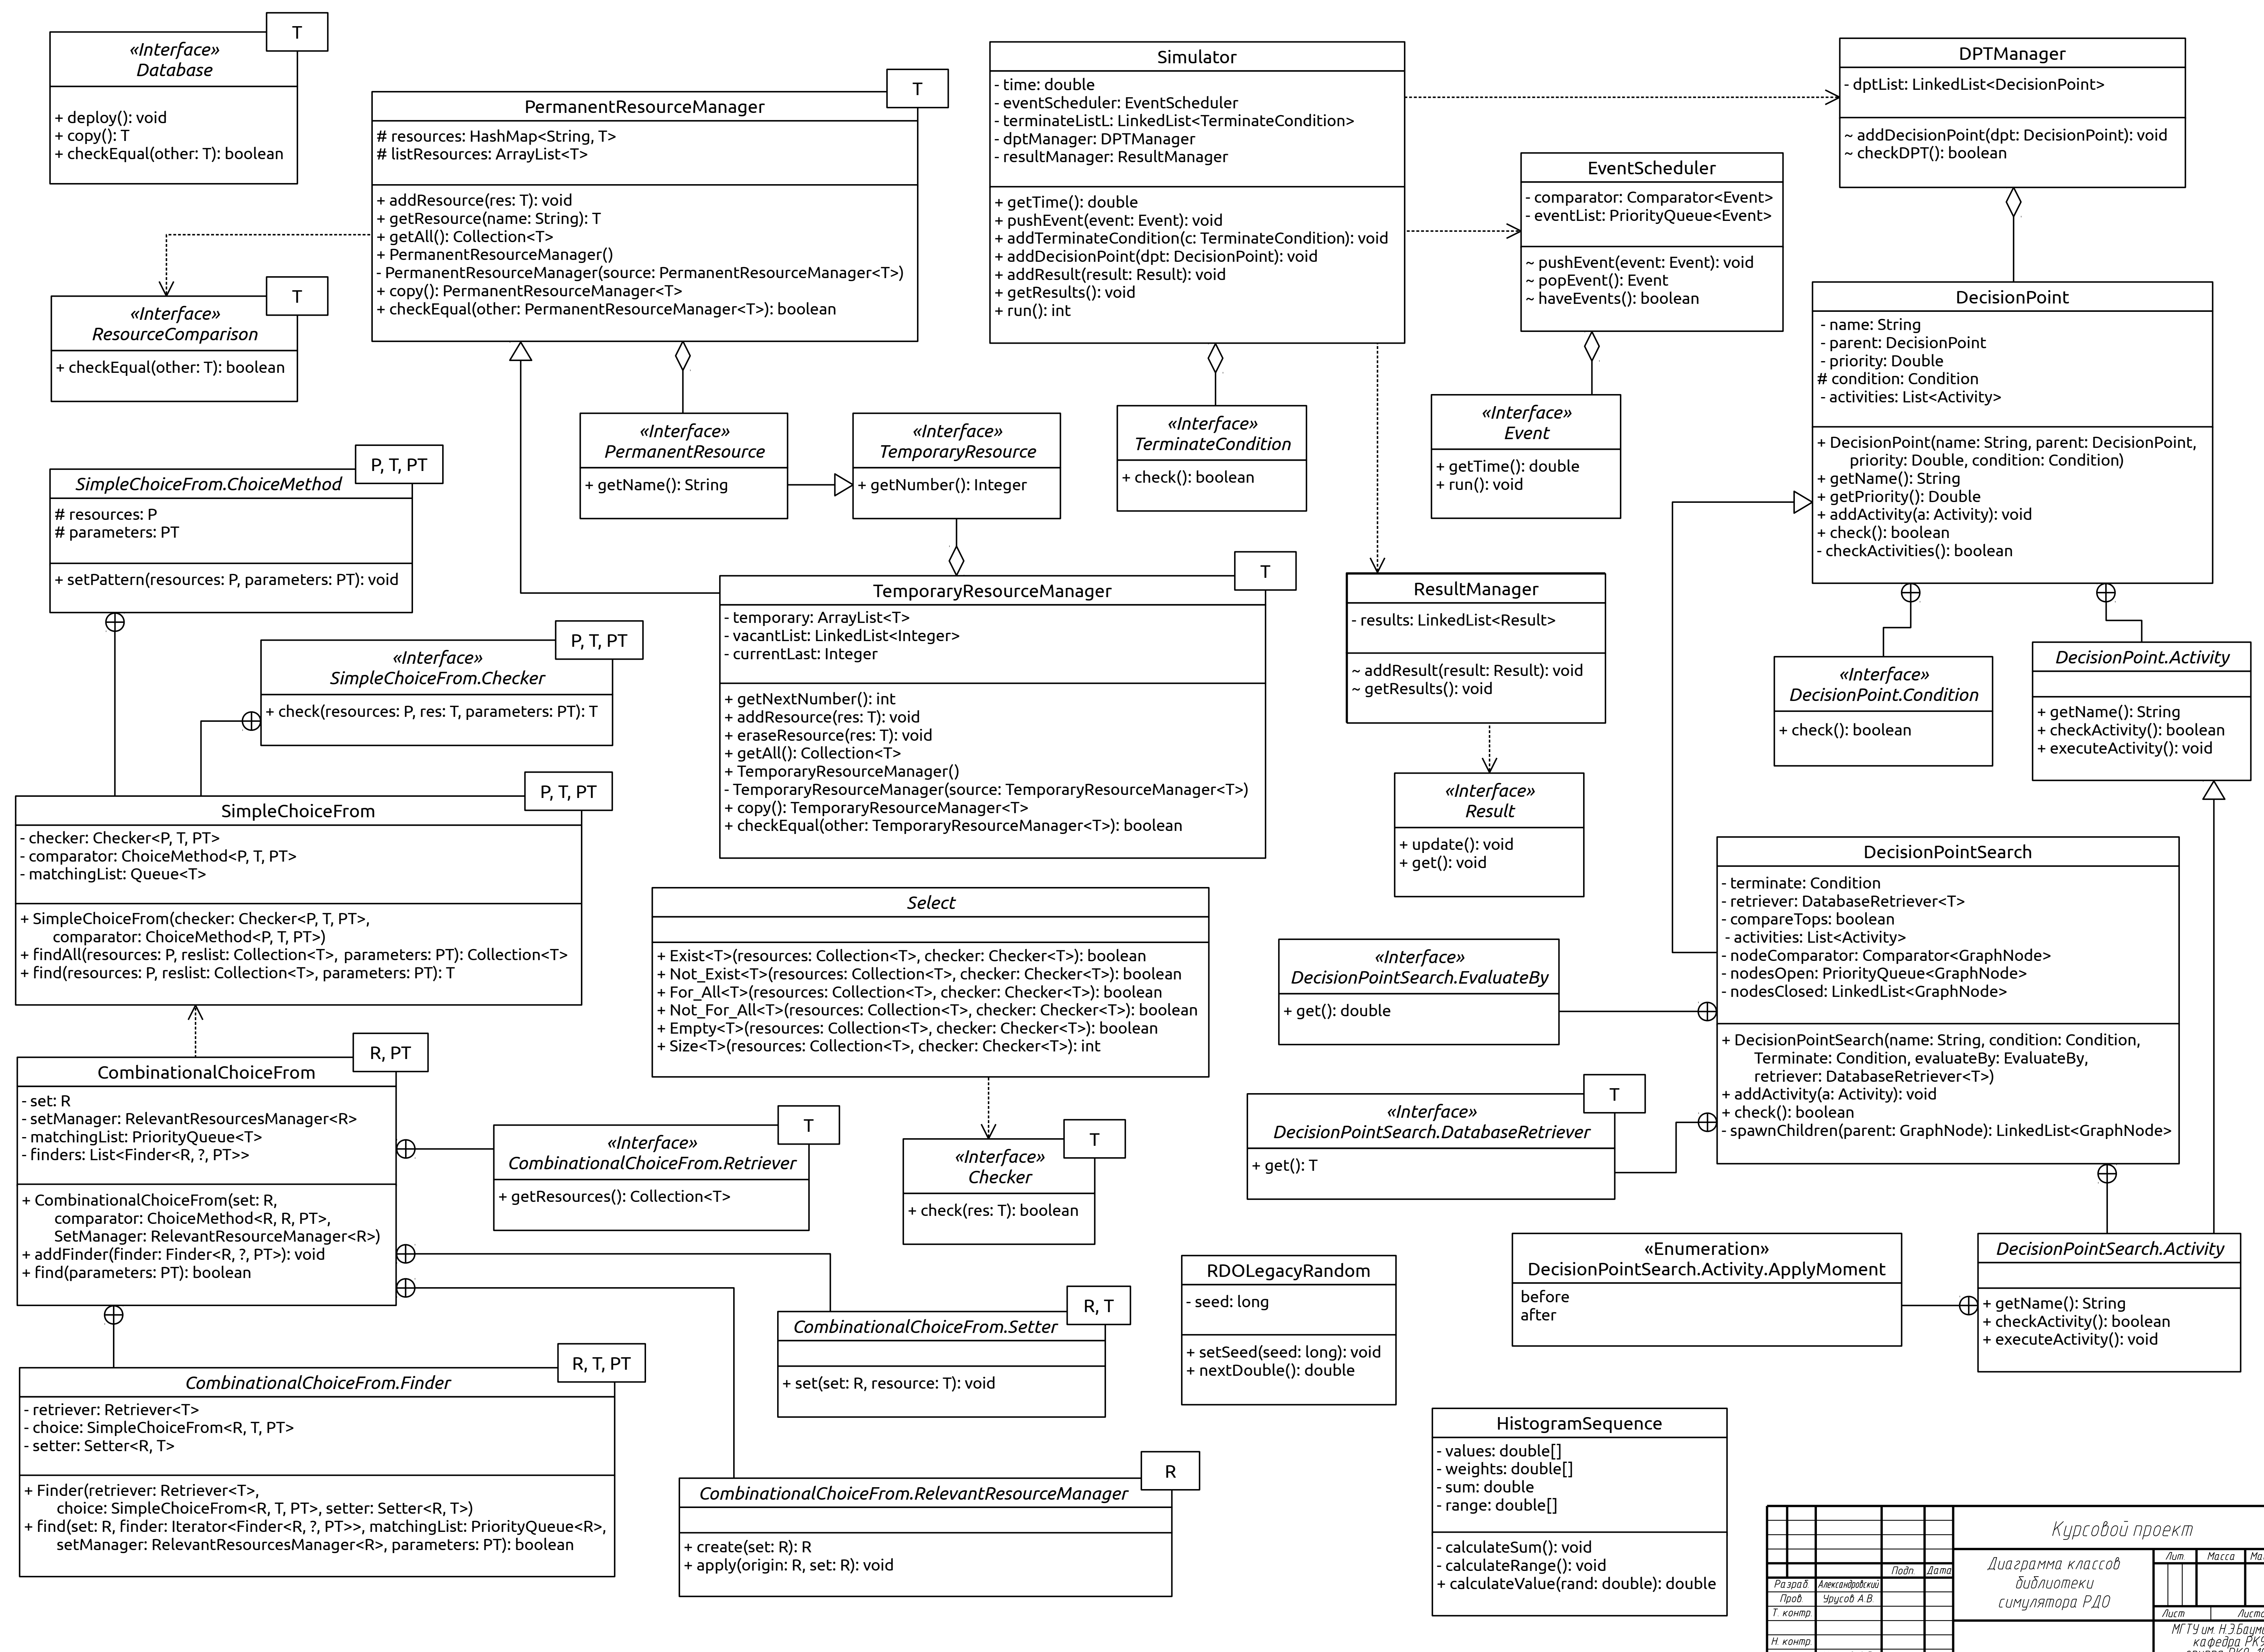 T
«Interface»
Database
+ deploy(): void
+ copy(): T
+ checkEqual(other: T): boolean
T
«Interface»
ResourceComparison
+ checkEqual(other: T): boolean
T
PermanentResourceManager
# resources: HashMap<String, T>
# listResources: ArrayList<T>
+ addResource(res: T): void
+ getResource(name: String): T
+ getAll(): Collection<T>
+ PermanentResourceManager()
- PermanentResourceManager(source: PermanentResourceManager<T>)
+ copy(): PermanentResourceManager<T>
+ checkEqual(other: PermanentResourceManager<T>): boolean
Simulator
- time: double
- eventScheduler: EventScheduler
- terminateListL: LinkedList<TerminateCondition>
- dptManager: DPTManager
- resultManager: ResultManager
+ getTime(): double
+ pushEvent(event: Event): void
+ addTerminateCondition(c: TerminateCondition): void
+ addDecisionPoint(dpt: DecisionPoint): void
+ addResult(result: Result): void
+ getResults(): void
+ run(): int
DPTManager
- dptList: LinkedList<DecisionPoint>
~ addDecisionPoint(dpt: DecisionPoint): void
~ checkDPT(): boolean
EventScheduler
- comparator: Comparator<Event>
- eventList: PriorityQueue<Event>
~ pushEvent(event: Event): void
~ popEvent(): Event
~ haveEvents(): boolean
DecisionPoint
- name: String
- parent: DecisionPoint
- priority: Double
# condition: Condition
- activities: List<Activity>
+ DecisionPoint(name: String, parent: DecisionPoint,
priority: Double, condition: Condition)
+ getName(): String
+ getPriority(): Double
+ addActivity(a: Activity): void
+ check(): boolean
- checkActivities(): boolean
«Interface»
PermanentResource
+ getName(): String
«Interface»
TemporaryResource
+ getNumber(): Integer
«Interface»
TerminateCondition
+ check(): boolean
«Interface»
Event
+ getTime(): double
+ run(): void
P, T, PT
SimpleChoiceFrom.ChoiceMethod
# resources: P
# parameters: PT
+ setPattern(resources: P, parameters: PT): void
P, T, PT
«Interface»
SimpleChoiceFrom.Checker
+ check(resources: P, res: T, parameters: PT): T
T
TemporaryResourceManager
- temporary: ArrayList<T>
- vacantList: LinkedList<Integer>
- currentLast: Integer
+ getNextNumber(): int
+ addResource(res: T): void
+ eraseResource(res: T): void
+ getAll(): Collection<T>
+ TemporaryResourceManager()
- TemporaryResourceManager(source: TemporaryResourceManager<T>)
+ copy(): TemporaryResourceManager<T>
+ checkEqual(other: TemporaryResourceManager<T>): boolean
ResultManager
- results: LinkedList<Result>
~ addResult(result: Result): void
~ getResults(): void
«Interface»
DecisionPoint.Condition
+ check(): boolean
DecisionPoint.Activity
+ getName(): String
+ checkActivity(): boolean
+ executeActivity(): void
«Interface»
Result
+ update(): void
+ get(): void
P, T, PT
SimpleChoiceFrom
- checker: Checker<P, T, PT>
- comparator: ChoiceMethod<P, T, PT>
- matchingList: Queue<T>
+ SimpleChoiceFrom(checker: Checker<P, T, PT>,
comparator: ChoiceMethod<P, T, PT>)
+ findAll(resources: P, reslist: Collection<T>, parameters: PT): Collection<T>
+ find(resources: P, reslist: Collection<T>, parameters: PT): T
Select
+ Exist<T>(resources: Collection<T>, checker: Checker<T>): boolean
+ Not_Exist<T>(resources: Collection<T>, checker: Checker<T>): boolean
+ For_All<T>(resources: Collection<T>, checker: Checker<T>): boolean
+ Not_For_All<T>(resources: Collection<T>, checker: Checker<T>): boolean
+ Empty<T>(resources: Collection<T>, checker: Checker<T>): boolean
+ Size<T>(resources: Collection<T>, checker: Checker<T>): int
DecisionPointSearch
- terminate: Condition
- retriever: DatabaseRetriever<T>
- compareTops: boolean
- activities: List<Activity>
- nodeComparator: Comparator<GraphNode>
- nodesOpen: PriorityQueue<GraphNode>
- nodesClosed: LinkedList<GraphNode>
+ DecisionPointSearch(name: String, condition: Condition,
Terminate: Condition, evaluateBy: EvaluateBy,
retriever: DatabaseRetriever<T>)
+ addActivity(a: Activity): void
+ check(): boolean
- spawnChildren(parent: GraphNode): LinkedList<GraphNode>
«Interface»
DecisionPointSearch.EvaluateBy
+ get(): double
T
«Interface»
DecisionPointSearch.DatabaseRetriever
+ get(): T
R, PT
CombinationalChoiceFrom
- set: R
- setManager: RelevantResourcesManager<R>
- matchingList: PriorityQueue<T>
- finders: List<Finder<R, ?, PT>>
+ CombinationalChoiceFrom(set: R,
comparator: ChoiceMethod<R, R, PT>,
SetManager: RelevantResourceManager<R>)
+ addFinder(finder: Finder<R, ?, PT>): void
+ find(parameters: PT): boolean
T
«Interface»
CombinationalChoiceFrom.Retriever
+ getResources(): Collection<T>
T
«Interface»
Checker
+ check(res: T): boolean
R, T
CombinationalChoiceFrom.Setter
+ set(set: R, resource: T): void
RDOLegacyRandom
- seed: long
+ setSeed(seed: long): void
+ nextDouble(): double
«Enumeration»
DecisionPointSearch.Activity.ApplyMoment
before
after
DecisionPointSearch.Activity
+ getName(): String
+ checkActivity(): boolean
+ executeActivity(): void
R, T, PT
CombinationalChoiceFrom.Finder
- retriever: Retriever<T>
- choice: SimpleChoiceFrom<R, T, PT>
- setter: Setter<R, T>
+ Finder(retriever: Retriever<T>,
choice: SimpleChoiceFrom<R, T, PT>, setter: Setter<R, T>)
+ find(set: R, finder: Iterator<Finder<R, ?, PT>>, matchingList: PriorityQueue<R>,
setManager: RelevantResourcesManager<R>, parameters: PT): boolean
R
CombinationalChoiceFrom.RelevantResourceManager
+ create(set: R): R
+ apply(origin: R, set: R): void
HistogramSequence
- values: double[]
- weights: double[]
- sum: double
- range: double[]
- calculateSum(): void
- calculateRange(): void
+ calculateValue(rand: double): double
Курсовой проект
Диаграмма классов
библиотеки
симулятора РДО
Лит. Масса
Подп. Дата
Разраб. Александровский
Пров. Урусов А.В.
Т. контр.
Н. контр.
Лист
МГТУ им. Н.Э.Баум
кафедра РК